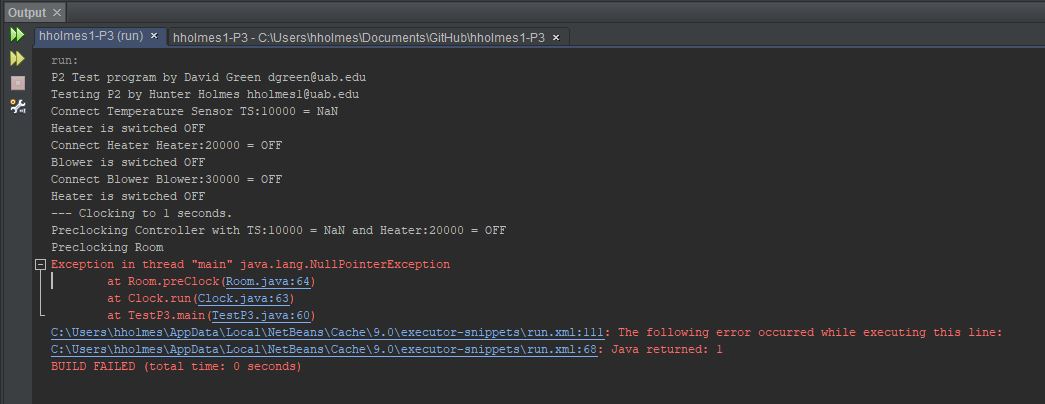 Output
hholmes1-P3 (run)
hholmes1-P3 - C:\Users\hholmes\Documents\GitHub\hholmes1-P3
run:
P2 Test program by David Green dgreen@uab.edu
Testing P2 by Hunter Holmes hholmes1@uab.edu
Connect Temperature Sensor TS:10000 = NaN
Heater is switched OFF
Connect Heater Heater:20000 = OFF
Blower is switched OFF
Connect Blower Blower:30000 = OFF
Heater is switched OFF
--- Clocking to 1 seconds.
Preclocking Controller with TS:10000 = NaN and Heater:20000 = OFF
Preclocking Room
Exception in thread "main" java.lang.NullPointerException
at Room.preClock(Room.java:64)
at Clock.run(Clock.java:63)
at TestP3.main(TestP3.java:60)
C:\Users\hholmes\AppData\Local\NetBeans\Cache\9.0\executor-snippets\run.xml:111: The following error occurred while executing this line:
C:\Users\hholmes\AppData\Local\NetBeans\Cache\9.0\executor-snippets\run.xml:68: Java returned: 1
BUILD FAILED (total time: 0 seconds)